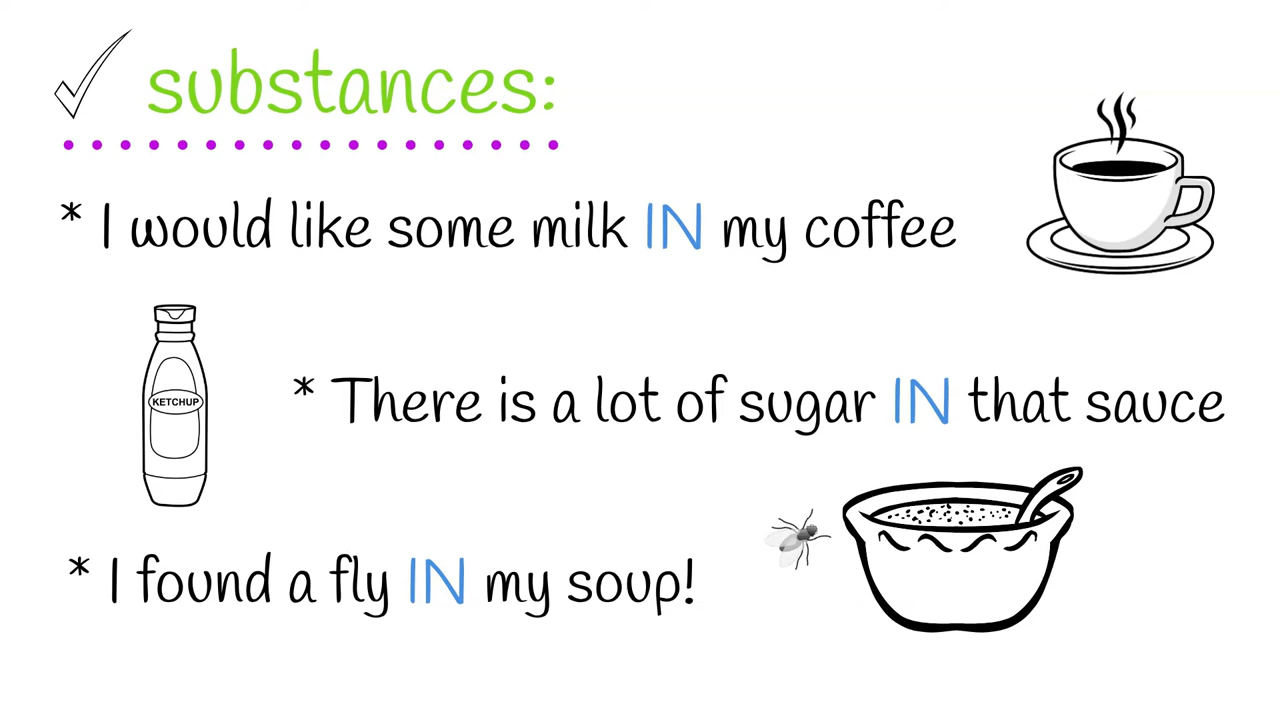 substances:
* I would like some milk IN my coffee
KETCHUP
* There is a lot of sugar IN that sauce
* I found a fly IN my soup!